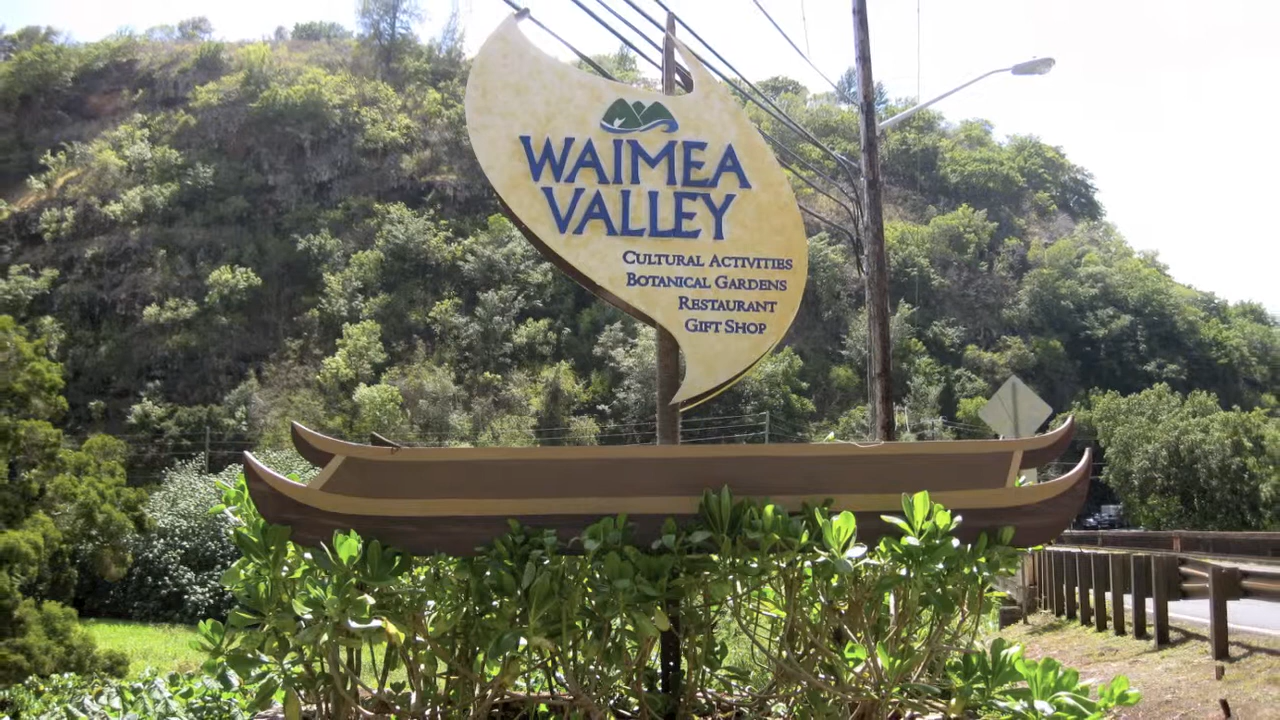 WAIMEA
VALLEY
CULTURAL ACTIVITIES
BOTANICAL GARDENS
RESTAURANT
GIFT SHOP